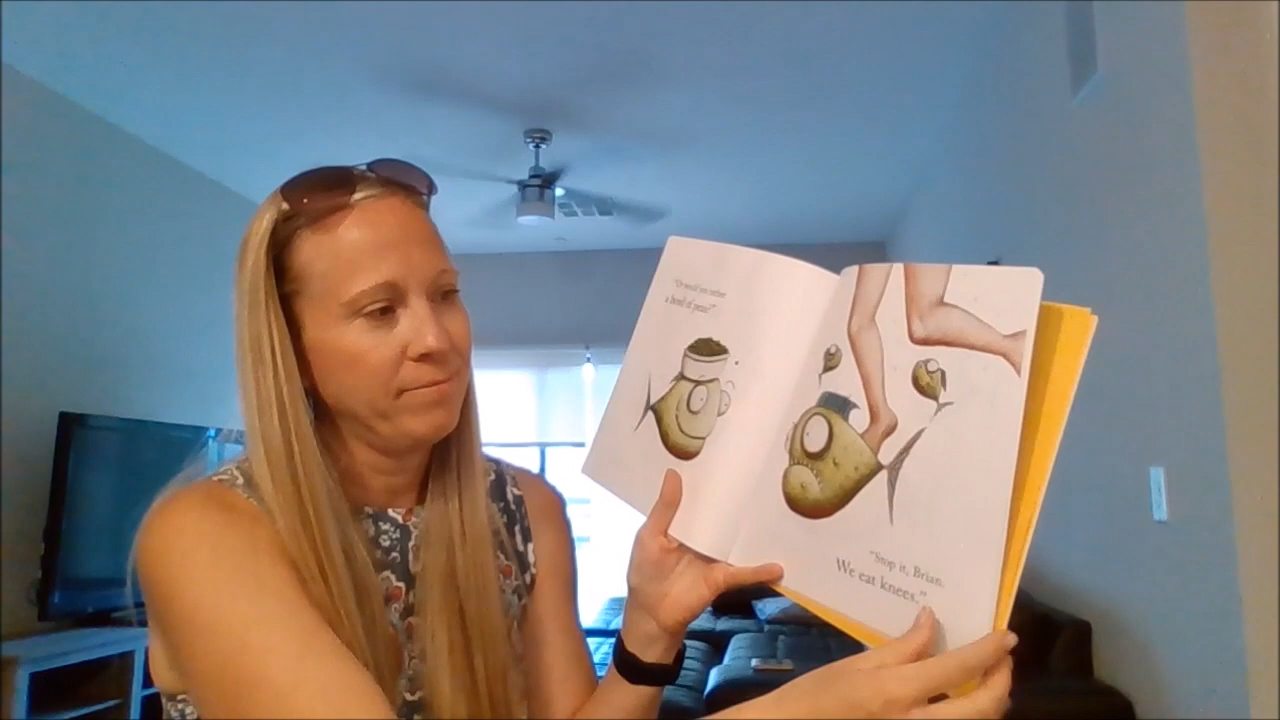 "Or would you rather
a bowl of peas?"
"Stop it, Brian.
We eat knees."